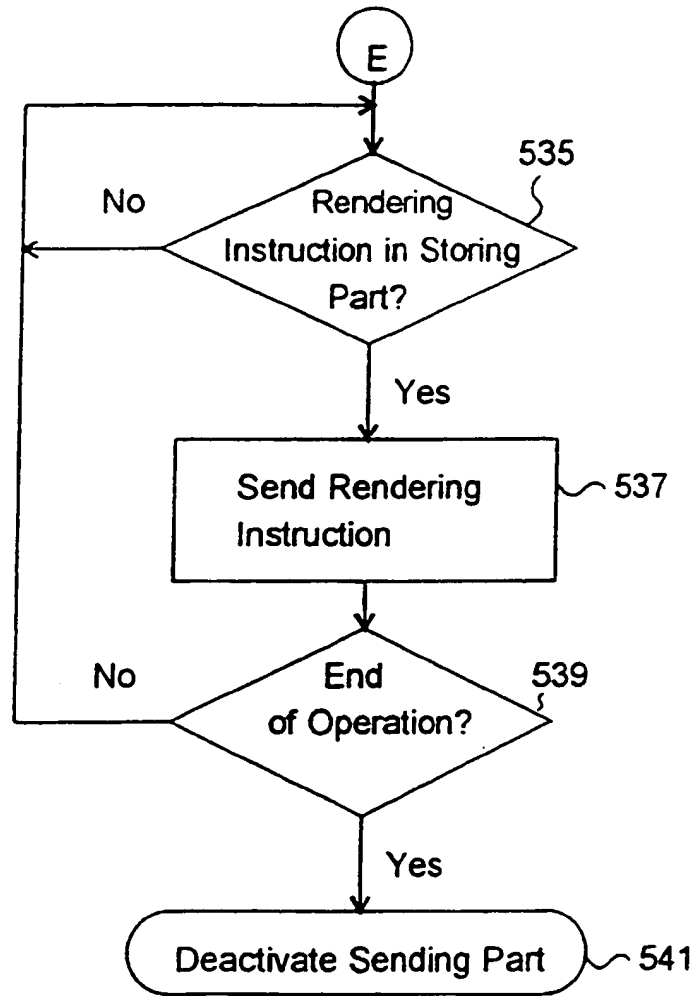 E
535
No
Rendering
Instruction in Storing
Part?
Yes
Send Rendering
Instruction
537
No
End
of Operation?
539
Yes
Deactivate Sending Part
541